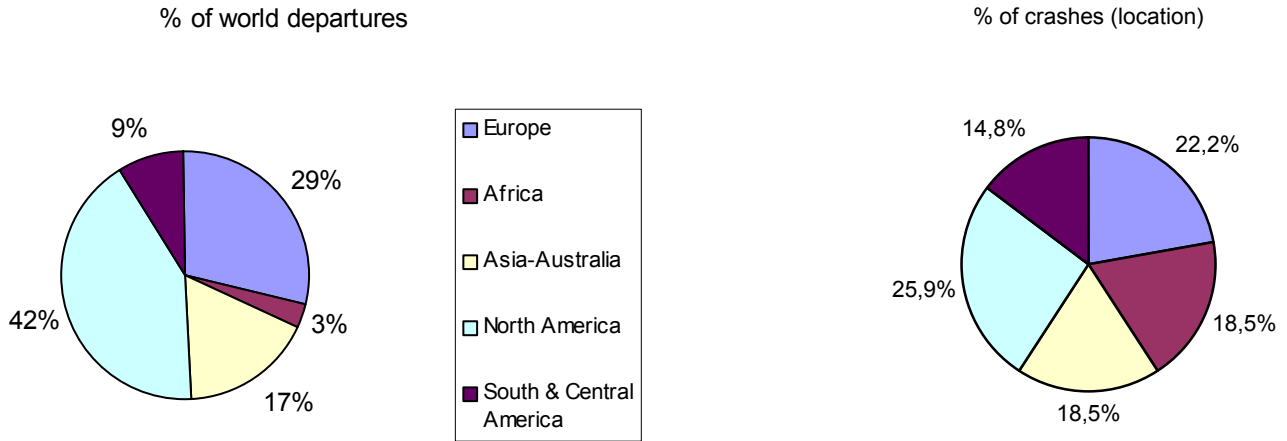 % of world departures
9%
29%
42%
3%
17%
Europe
Africa
Asia-Australia
North America
South & Central
America
% of crashes (location)
14,8%
22,2%
25,9%
18,5%
18,5%